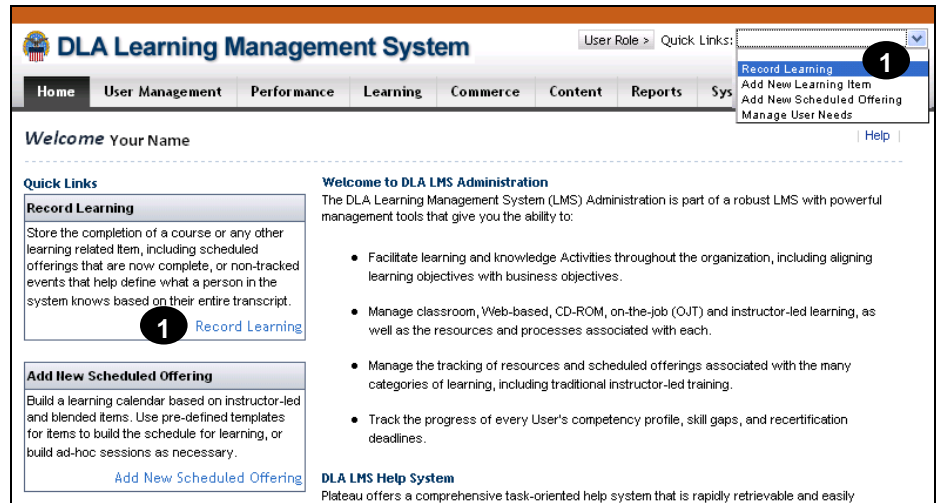 DLA Learning Management System
User Role > Quick Links:
1
Record Learning
Add New Learning Item
Add New Scheduled Offering
Manage User Needs
Home User Management Performance Learning Commerce Content Reports Sys
Welcome Your Name
Help
Quick Links
Record Learning
Store the completion of a course or any other
learning related Item, including scheduled
offerings that are now complete, or non-tracked
events that help define what a person in the
system knows based on their entire transcript.
1 Record Learning
Add New Scheduled Offering
Build a learning calendar based on instructor-led
and blended items. Use pre-defined templates
for items to build the schedule for learning, or
build ad-hoc sessions as necessary.
Add New Scheduled Offering
Welcome to DLA LMS Administration
The DLA Learning Management System (LMS) Administration is part of a robust LMS with powerful
management tools that give you the ability to:
• Facilitate learning and knowledge Activities throughout the organization, including aligning
learning objectives with business objectives.
• Manage classroom, Web-based, CD-ROM, on-the-job (OJT) and instructor-led learning, as
well as the resources and processes associated with each.
• Manage the tracking of resources and scheduled offerings associated with the many
categories of learning, including traditional instructor-led training.
• Track the progress of every User's competency profile, skill gaps, and recertification
deadlines.
DLA LMS Help System
Plateau offers a comprehensive task-oriented help system that is rapidly retrievable and easily